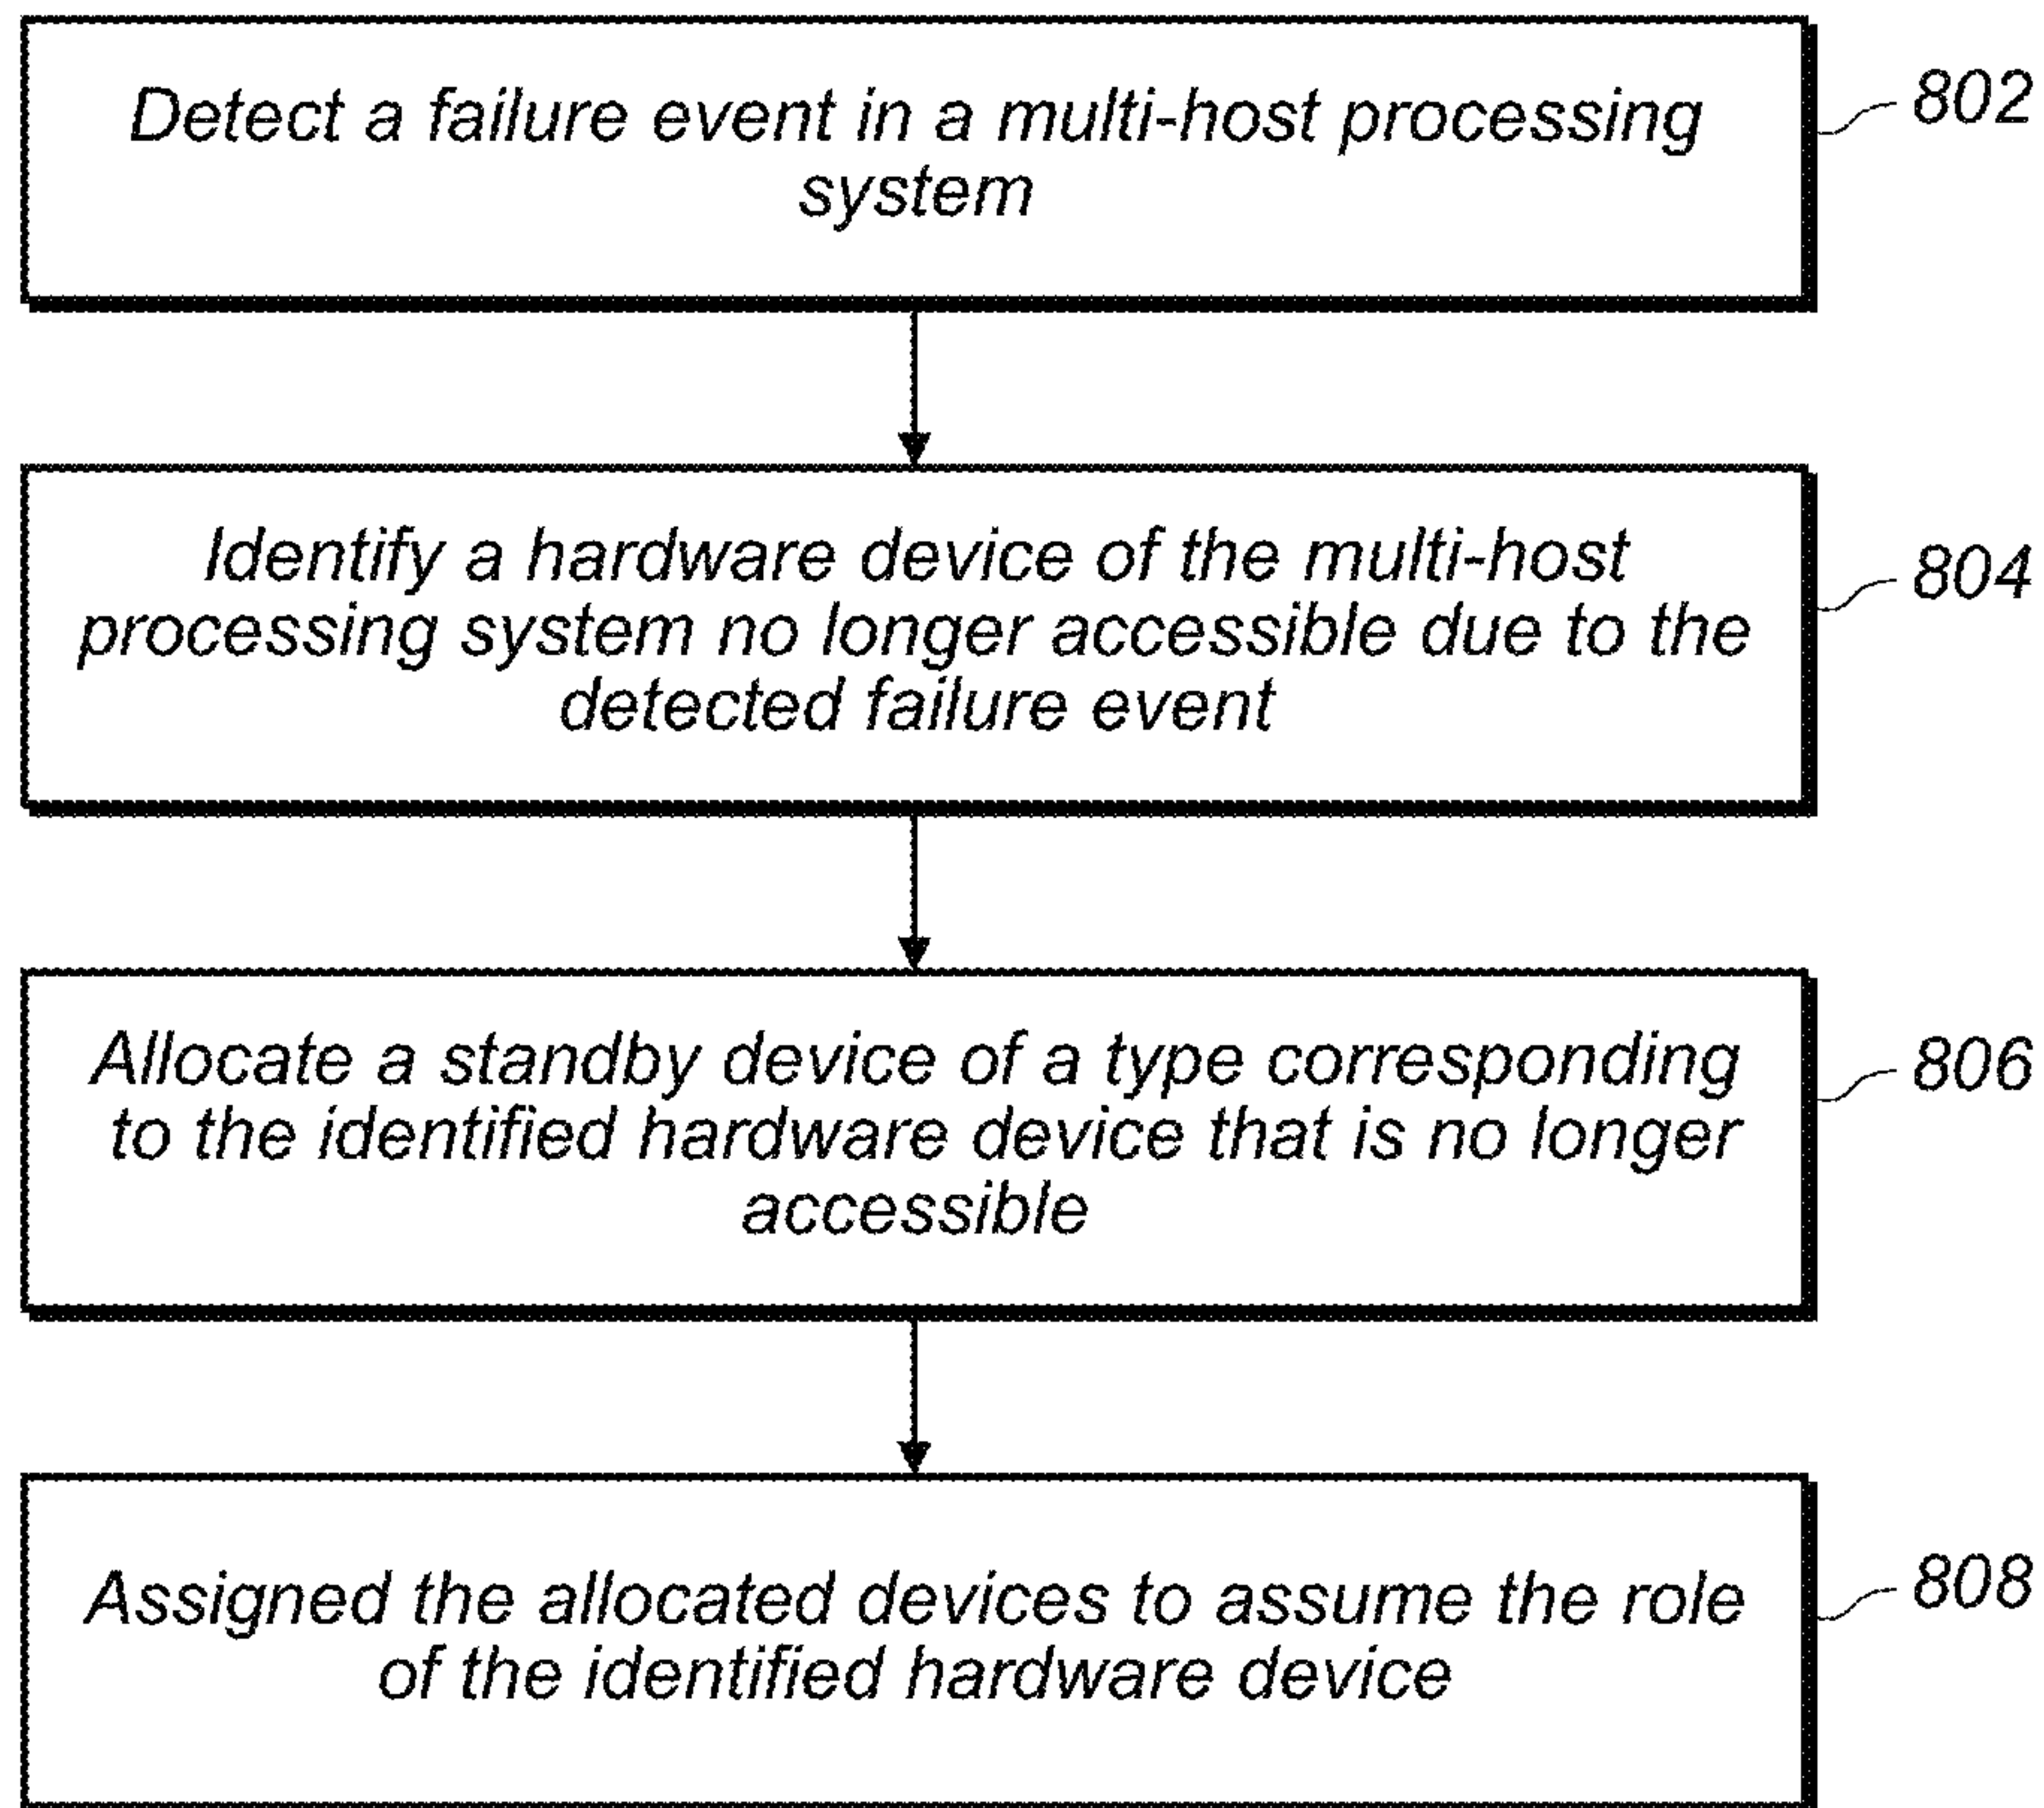 Detect a failure event in a multi-host processing
system
802
Identify a hardware device of the multi-host
processing system no longer accessible due to the
detected failure event
804
Allocate a standby device of a type corresponding
to the identified hardware device that is no longer
accessible
806
Assigned the allocated devices to assume the role
of the identified hardware device
808